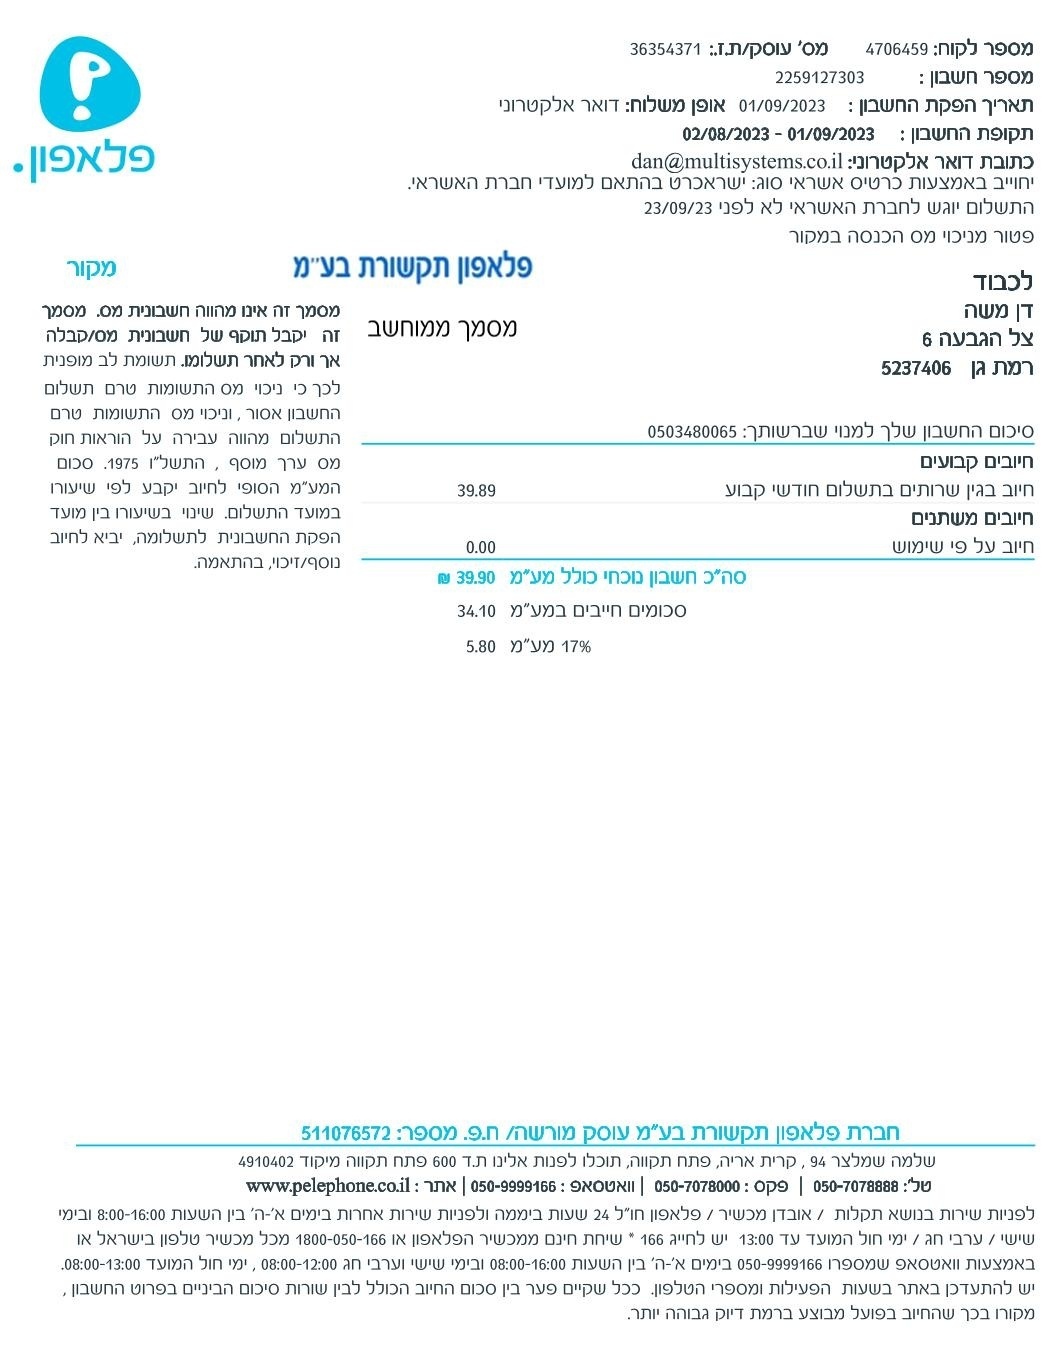 פלאפון.
מספר לקוח: 4706459 מס' עוסק/ת.ז.: 36354371
מספר חשבון : 2259127303
תאריך הפקת החשבון : 01/09/2023 אופן משלוח: דואר אלקטרוני
תקופת החשבון : 02/08/2023 - 01/09/2023
כתובת דואר אלקטרוני: dan@multisystems.co.il
יחוייב באמצעות כרטיס אשראי סוג: ישראכרט בהתאם למועדי חברת האשראי.
התשלום יוגש לחברת האשראי לא לפני 23/09/23
פטור מניכוי מס הכנסה במקור
פלאפון תקשורת בע"מ
מקור
לכבוד
דן משה
צל הגבעה 6
רמת גן 5237406
מסמך ממוחשב
מסמך זה אינו מהווה חשבונית מס. מסמך
זה יקבל תוקף של חשבונית מס/קבלה
אך ורק לאחר תשלומו. תשומת לב מופנית
לכך כי ניכוי מס התשומות טרם תשלום
החשבון אסור , וניכוי מס התשומות טרם
התשלום מהווה עבירה על הוראות חוק
מס ערך מוסף , התשל"ו 1975. סכום
המע"מ הסופי לחיוב יקבע לפי שיעורו
במועד התשלום. שינוי בשיעורו בין מועד
הפקת החשבונית לתשלומה, יביא לחיוב
נוסף/זיכוי, בהתאמה.
סיכום החשבון שלך למנוי שברשותך: 0503480065
חיובים קבועים
חיוב בגין שרותים בתשלום חודשי קבוע 39.89
חיובים משתנים
חיוב על פי שימוש 0.00
סה"כ חשבון נוכחי כולל מע"מ 39.90 ₪
סכומים חייבים במע"מ 34.10
17% מע"מ 5.80
חברת פלאפון תקשורת בע"מ עוסק מורשה/ ח.פ. מספר: 511076572
שלמה שמלצר 94 , קרית אריה, פתח תקווה, תוכלו לפנות אלינו ת.ד 600 פתח תקווה מיקוד 4910402
טל': 050-7078888 | פקס : 050-7078000 | וואטסאפ : 050-9999166 | אתר : www.pelephone.co.il
לפניות שירות בנושא תקלות / אובדן מכשיר / פלאפון חו"ל 24 שעות ביממה ולפניות שירות אחרות בימים א'-ה' בין השעות 8:00-16:00 ובימי
שישי / ערבי חג / ימי חול המועד עד 13:00 יש לחייג 166 * שיחת חינם ממכשיר הפלאפון או 1800-050-166 מכל מכשיר טלפון בישראל או
באמצעות וואטסאפ שמספרו 050-9999166 בימים א'-ה' בין השעות 08:00-16:00 ובימי שישי וערבי חג 08:00-12:00 , ימי חול המועד 08:00-13:00.
יש להתעדכן באתר בשעות הפעילות ומספרי הטלפון. ככל שקיים פער בין סכום החיוב הכולל לבין שורות סיכום הביניים בפרוט החשבון ,
מקורו בכך שהחיוב בפועל מבוצע ברמת דיוק גבוהה יותר.